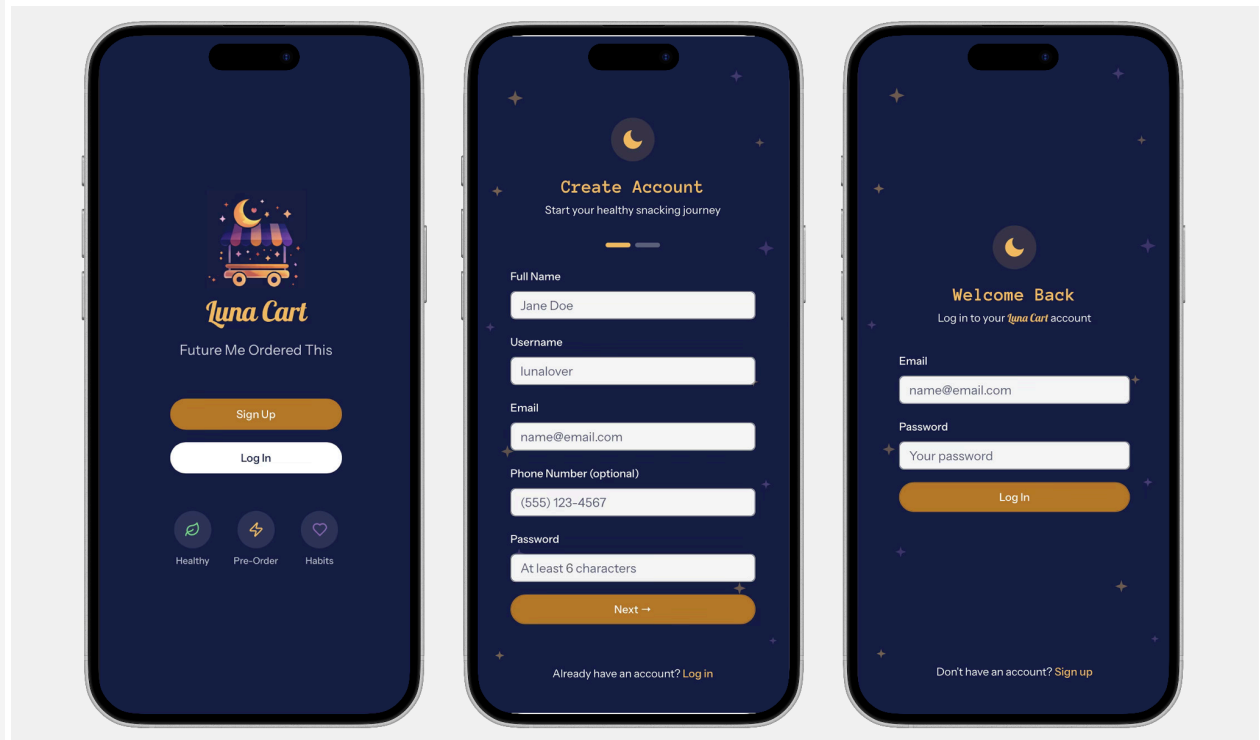 Luna Cart
Future Me Ordered This
Sign Up
Log In
Healthy
Pre-Order
Habits
Create Account
Start your healthy snacking journey
Full Name
Jane Doe
Username
lunalover
Email
name@email.com
Phone Number (optional)
(555) 123-4567
Password
At least 6 characters
Next →
Already have an account? Log in
Welcome Back
Log in to your Luna Cart account
Email
name@email.com
Password
Your password
Log In
Don't have an account? Sign up